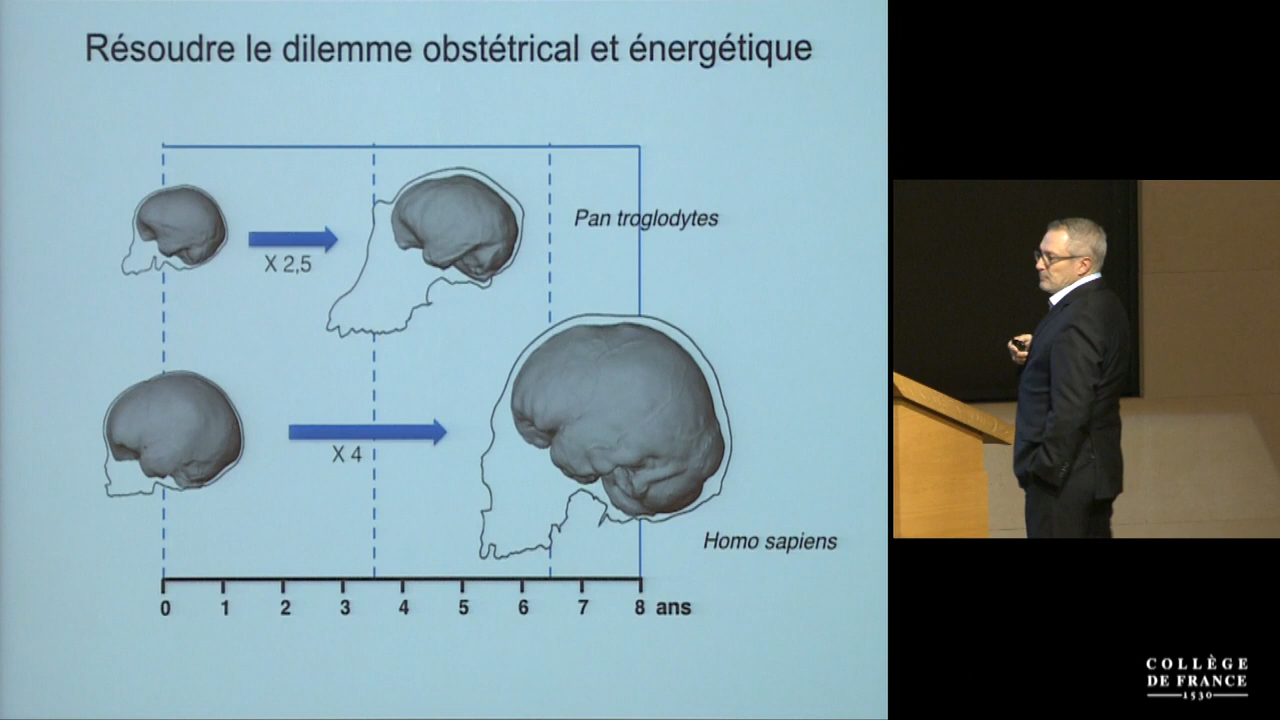 Résoudre le dilemme obstétrical et énergétique
Pan troglodytes
X 2,5
X 4
Homo sapiens
0 1 2 3 4 5 6 7 8 ans
COLLÈGE
DE FRANCE
1530